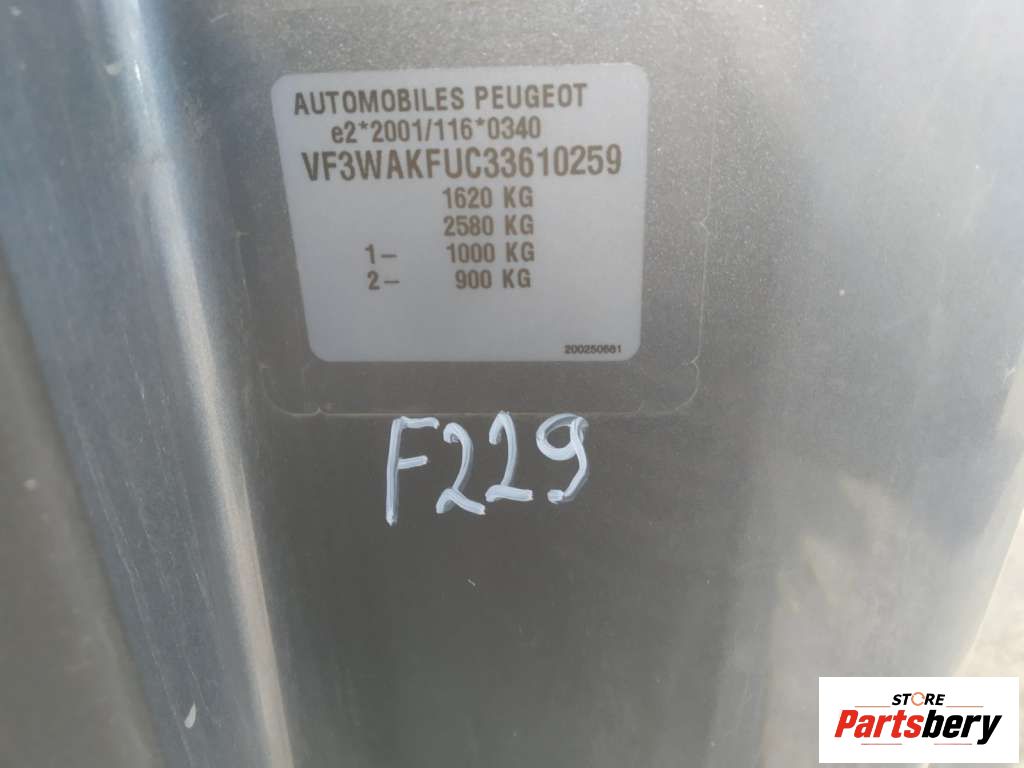 AUTOMOBILES PEUGEOT
e2*2001/116*0340
VF3WAKFUC33610259
1620 KG
2580 KG
1- 1000 KG
2- 900 KG
200250681
F229
STORE
Partsbery